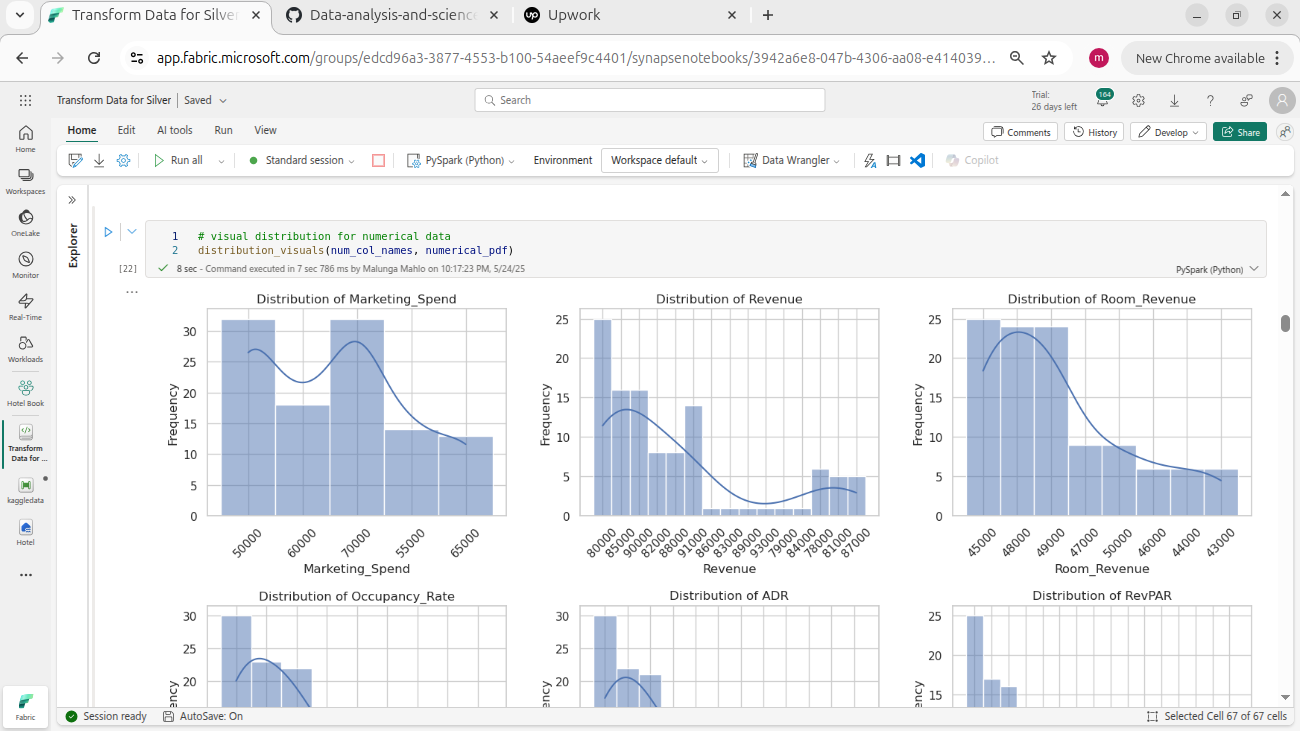 Transform Data for Silver
Data-analysis-and-science
Upwork
app.fabric.microsoft.com/groups/edcd96a3-3877-4553-b100-54aeef9c4401/synapsenotebooks/3942a6e8-047b-4306-aa08-e414039…
m
New Chrome available
Transform Data for Silver | Saved
Search
Trial:
26 days left
164
Home
Edit
AI tools
Run
View
Comments
History
Develop
Share
Run all
Standard session
PySpark (Python)
Environment
Workspace default
Data Wrangler
Copilot
Home
Workspaces
OneLake
Monitor
Real-Time
Workloads
Hotel Book
Transform
Data for ...
kaggledata
Hotel
...
Fabric
Explorer
1 # visual distribution for numerical data
2 distribution_visuals(num_col_names, numerical_pdf)
[22]
8 sec - Command executed in 7 sec 786 ms by Malunga Mahlo on 10:17:23 PM, 5/24/25
PySpark (Python)
...
Distribution of Marketing_Spend
Frequency
30
25
20
15
10
5
0
50000 60000 70000 55000 65000
Marketing_Spend
Distribution of Revenue
Frequency
25
20
15
10
5
0
80000 85000 90000 82000 88000 91000 86000 83000 89000 93000 79000 84000 78000 81000 87000
Revenue
Distribution of Room_Revenue
Frequency
25
20
15
10
5
0
45000 48000 49000 47000 50000 46000 44000 43000
Room_Revenue
Distribution of Occupancy_Rate
30
25
20
ency
Distribution of ADR
30
25
20
ency
Distribution of RevPAR
25
20
15
ency
Session ready
AutoSave: On
Selected Cell 67 of 67 cells